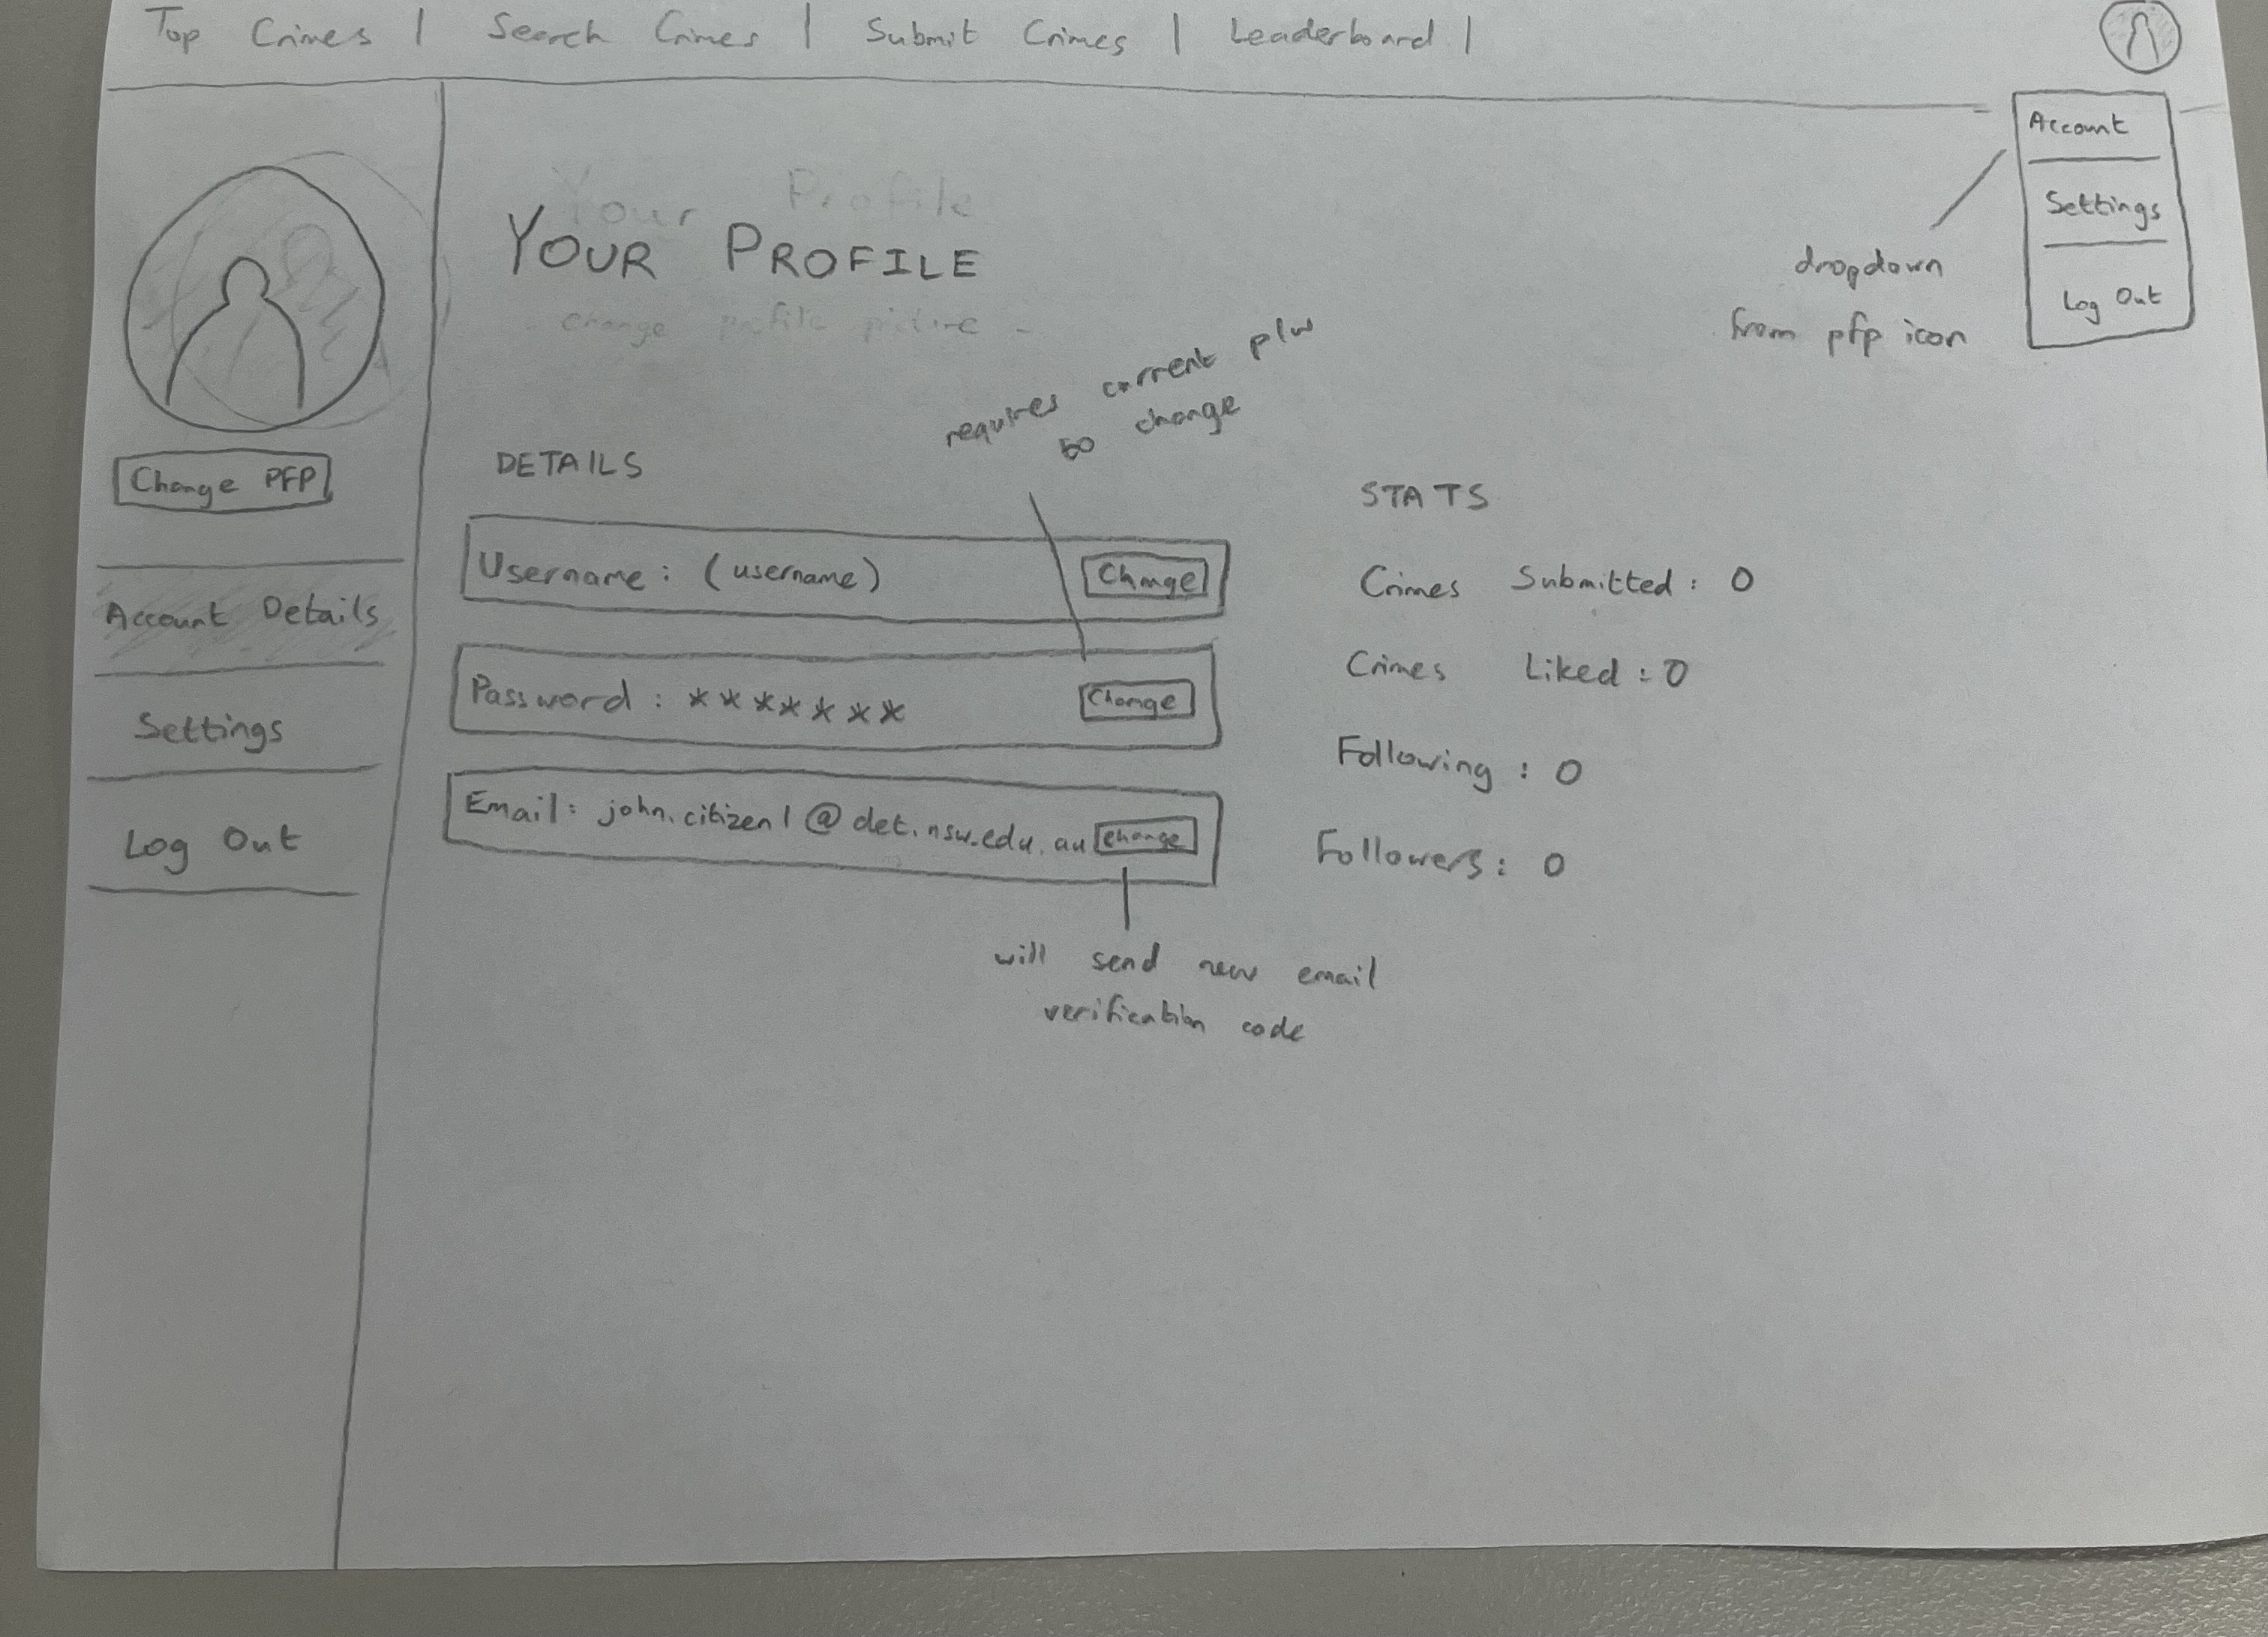 Top Crimes | Search Crimes | Submit Crimes | Leaderboard |
Account
Settings
Log Out
dropdown
from pfp icon
Change PFP
Account Details
Settings
Log Out
Your Profile
YOUR PROFILE
change profile picture
requires current p/w
to change
DETAILS
Username: (username) Change
Password: ******* Change
Email: john.citizen1@det.nsw.edu.au change
will send new email
verification code
STATS
Crimes Submitted: 0
Crimes Liked: 0
Following: 0
Followers: 0